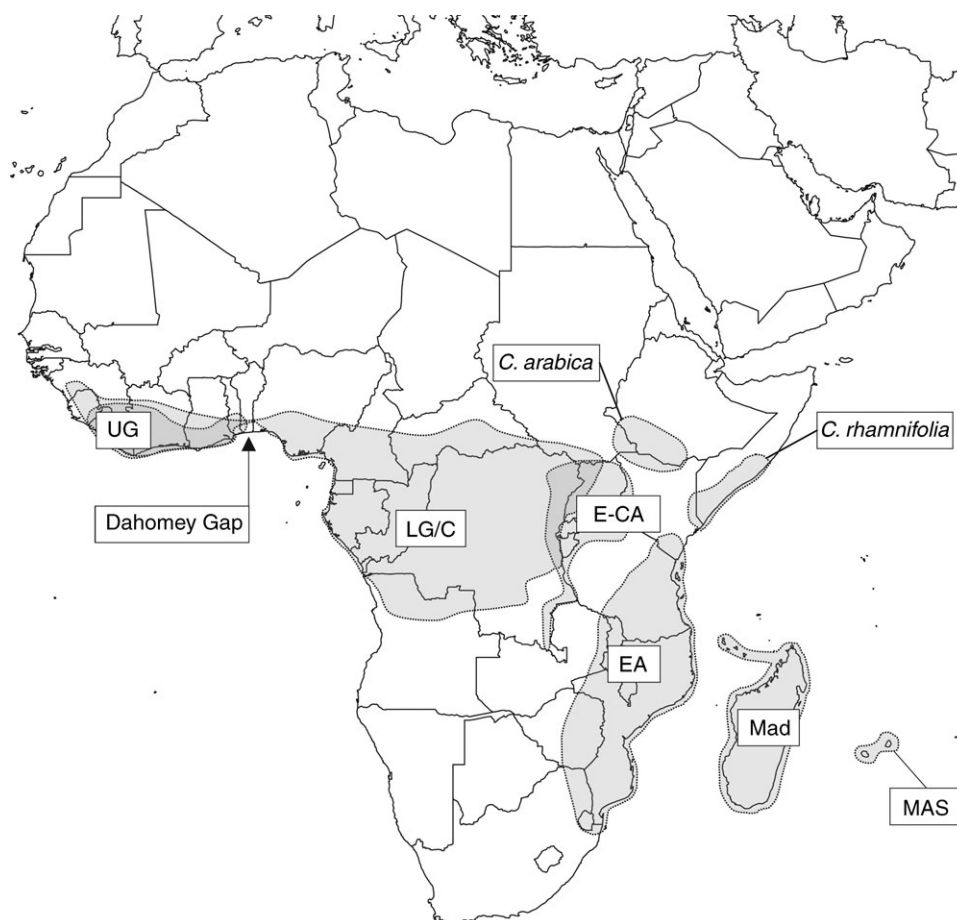 C. arabica
UG
C. rhamnifolia
Dahomey Gap
LG/C
E-CA
EA
Mad
MAS